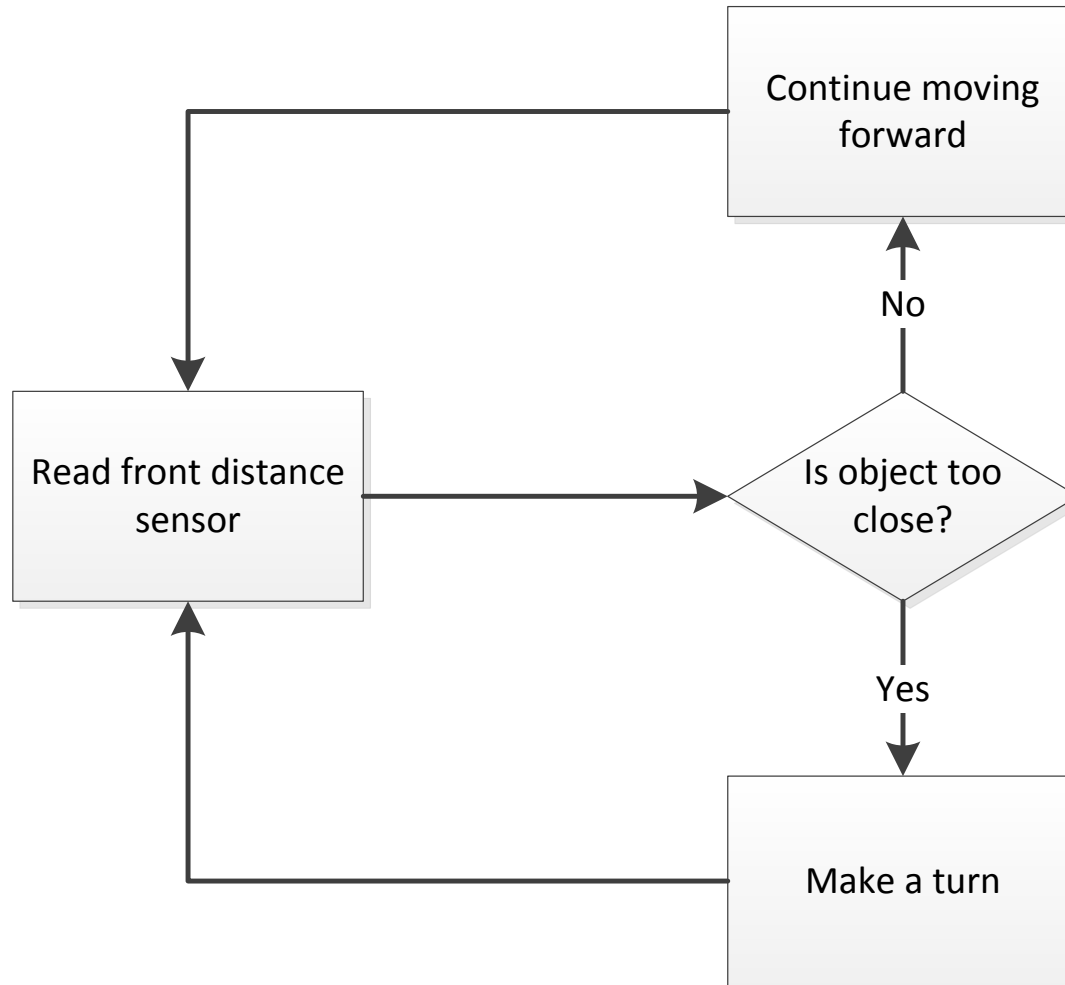 Continue moving
forward
No
Read front distance
sensor
Is object too
close?
Yes
Make a turn